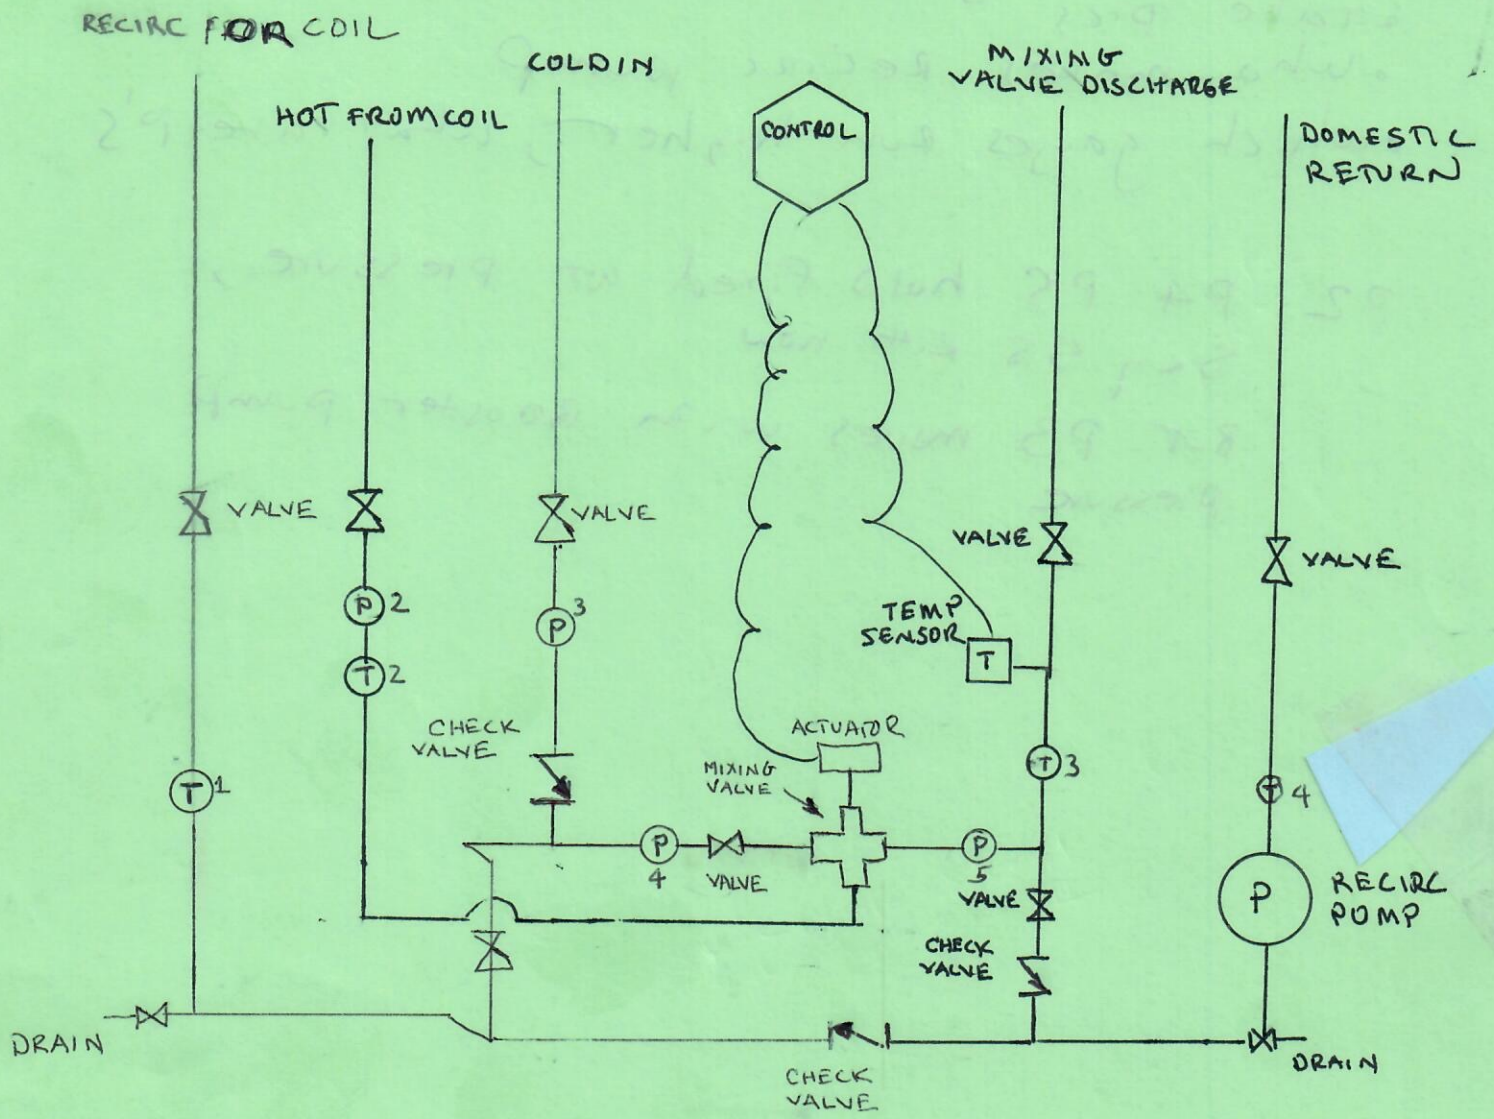 RECIRC FOR COIL
COLD IN
MIXING
VALVE DISCHARGE
HOT FROM COIL
CONTROL
DOMESTIC
RETURN
VALVE
VALVE
VALVE
VALVE
P 2
P 3
T 2
TEMP
SENSOR
T
CHECK
VALVE
ACTUATOR
MIXING
VALVE
T 1
T 3
T 4
P
4
VALVE
P
5
VALVE
P
RECIRC
PUMP
CHECK
VALVE
DRAIN
DRAIN
CHECK
VALVE